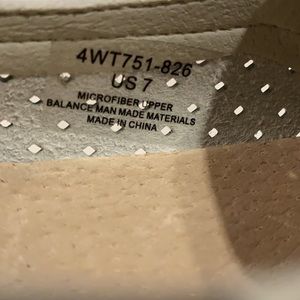 4WT751-826
US 7
MICROFIBER UPPER
BALANCE MAN MADE MATERIALS
MADE IN CHINA